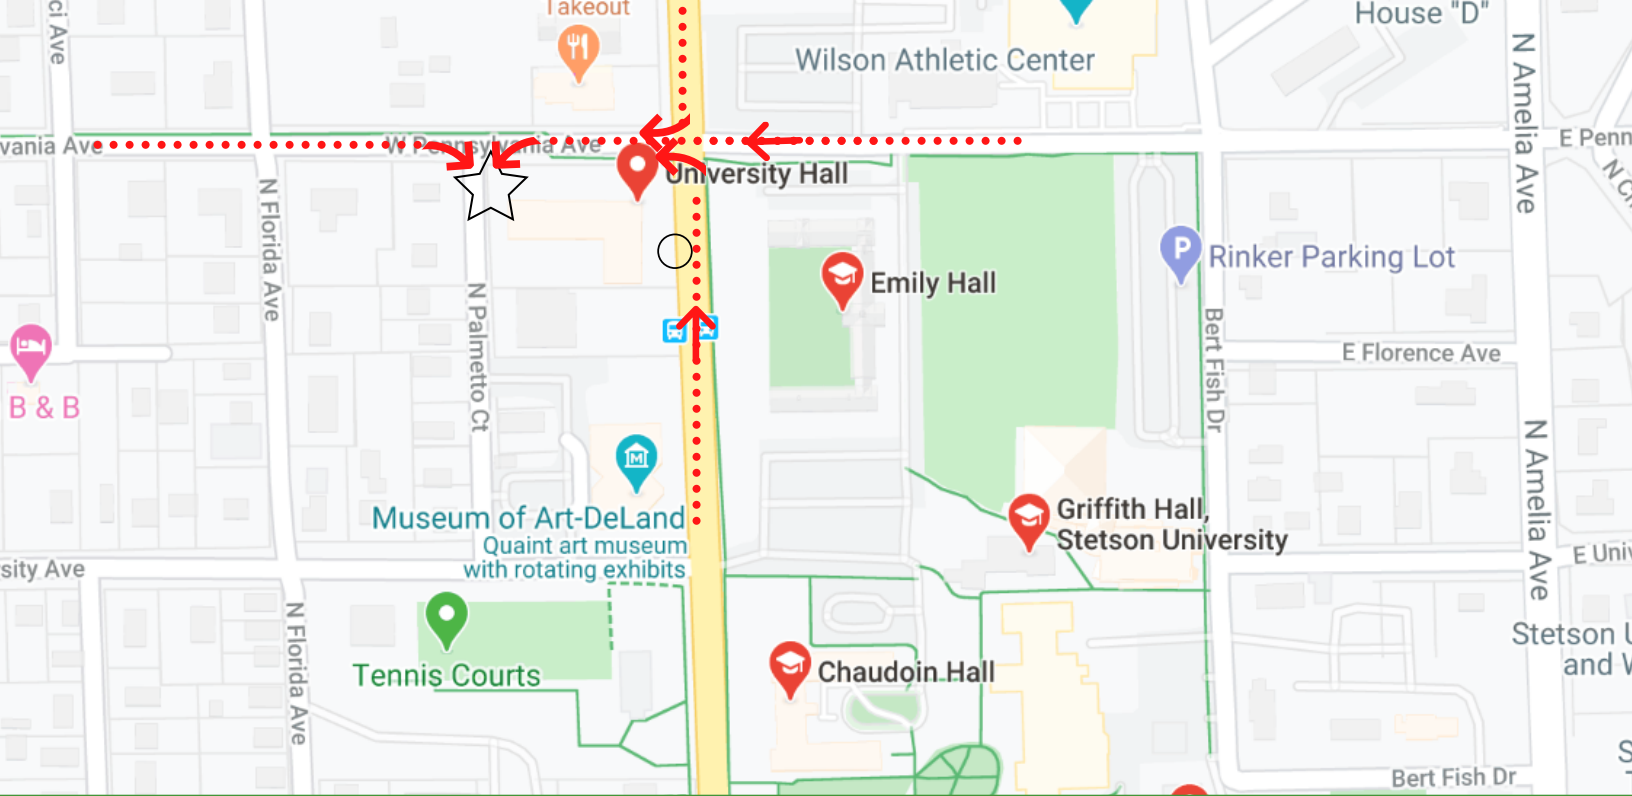 Takeout
ci Ave
House "D"
Wilson Athletic Center
N Amelia Ave
vania Ave
W Pennsylvania Ave
E Penn
University Hall
N Florida Ave
Emily Hall
P
Rinker Parking Lot
N Palmetto Ct
Bert Fish Dr
E Florence Ave
B & B
N Amelia Ave
M
Museum of Art-DeLand
Quaint art museum
with rotating exhibits
Griffith Hall,
Stetson University
sity Ave
E Univ
N Florida Ave
Tennis Courts
Chaudoin Hall
Stetson U
and W
Bert Fish Dr